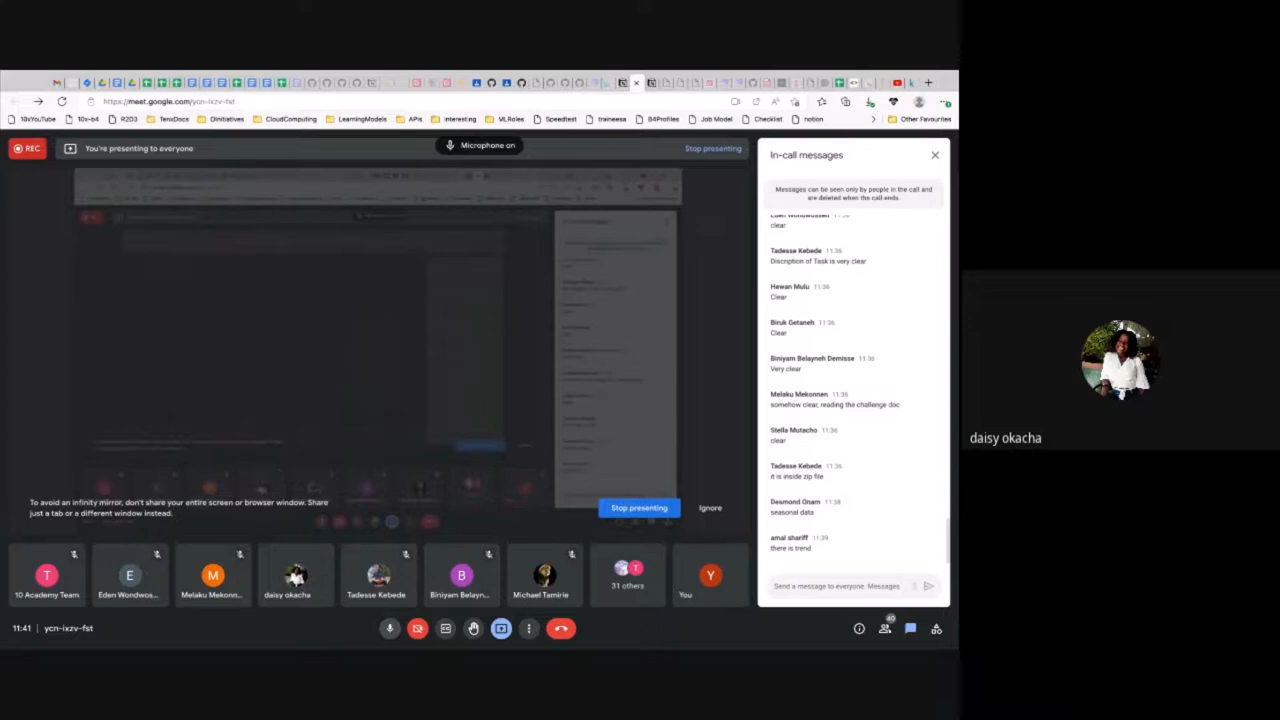 https://meet.google.com/ycn-ixzv-fst
10xYouTube
10x-b4
R2D3
TenxDocs
OInitiatives
CloudComputing
LearningModels
APIs
Interesting
MLRoles
Speedtest
traineesa
B4Profiles
Job Model
Checklist
notion
Other Favourites
REC
You're presenting to everyone
Microphone on
Stop presenting
To avoid an infinity mirror, don't share your entire screen or browser window. Share
just a tab or a different window instead.
Stop presenting
Ignore
10 Academy Team
Eden Wondwos...
Melaku Mekonn...
daisy okacha
Tadesse Kebede
Biniyam Belayn...
Michael Tamirie
31 others
You
T
E
M
B
T
Y
11:41 | ycn-ixzv-fst
40
In-call messages
Messages can be seen only by people in the call and
are deleted when the call ends.
Eden Wondwossen 11:36
clear
Tadesse Kebede 11:36
Discription of Task is very clear
Hewan Mulu 11:36
Clear
Biruk Getaneh 11:36
Clear
Biniyam Belayneh Demisse 11:36
Very clear
Melaku Mekonnen 11:36
somehow clear, reading the challenge doc
Stella Mutacho 11:36
clear
Tadesse Kebede 11:36
it is inside zip file
Desmond Onam 11:38
seasonal data
amal shariff 11:39
there is trend
Send a message to everyone. Messages
daisy okacha